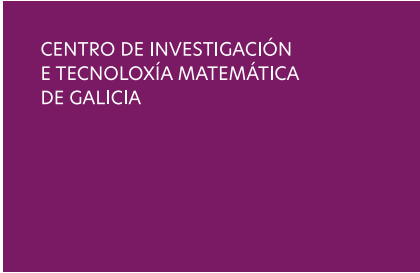 CENTRO DE INVESTIGACIÓN
E TECNOLOXÍA MATEMÁTICA
DE GALICIA